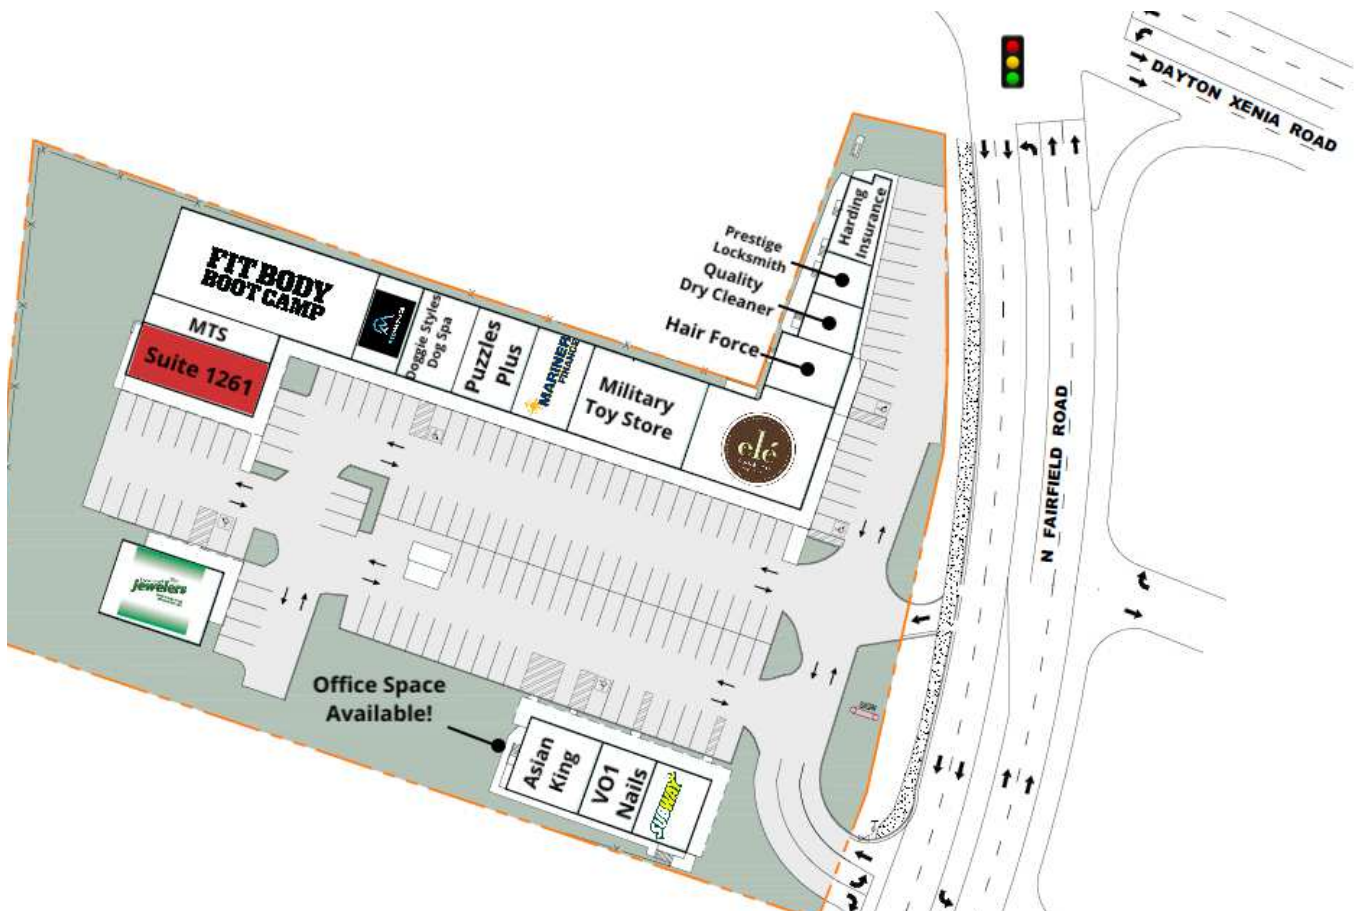 DAYTON XENIA ROAD
Harding
Insurance
Prestige
Locksmith
Quality
Dry Cleaner
Hair Force
FIT BODY
BOOT CAMP
MTS
Suite 1261
Doggie Styles
Dog Spa
Puzzles
Plus
MARINER
FINANCE
Military
Toy Store
elé
N FAIRFIELD ROAD
jewelers
Office Space
Available!
SIGN
Asian
King
VO1
Nails
SUBWAY